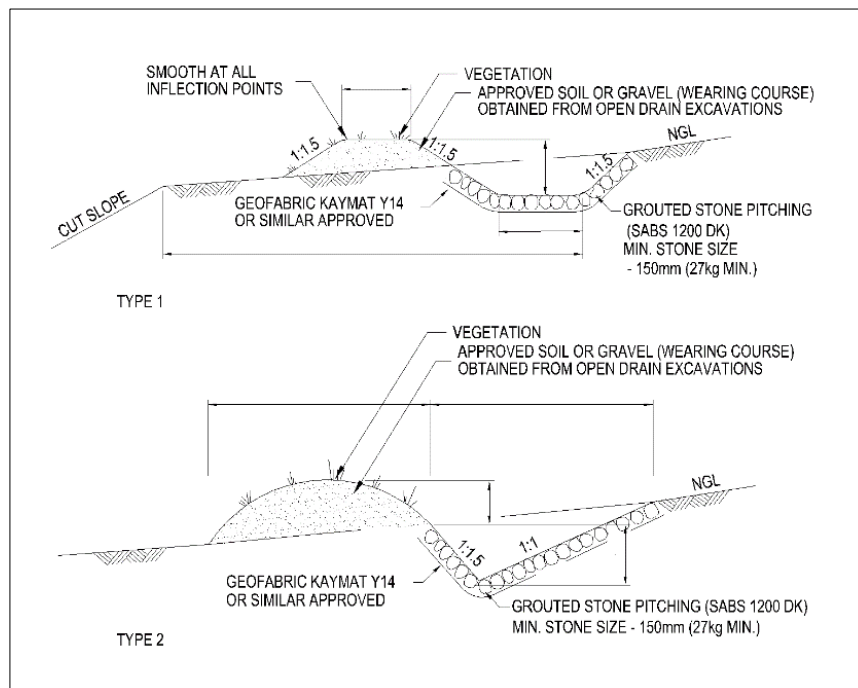 SMOOTH AT ALL
INFLECTION POINTS
VEGETATION
APPROVED SOIL OR GRAVEL (WEARING COURSE)
OBTAINED FROM OPEN DRAIN EXCAVATIONS
NGL
1:1.5
1:1.5
1:1.5
GEOFABRIC KAYMAT Y14
OR SIMILAR APPROVED
GROUTED STONE PITCHING
(SABS 1200 DK)
MIN. STONE SIZE
- 150mm (27kg MIN.)
CUT SLOPE
TYPE 1
VEGETATION
APPROVED SOIL OR GRAVEL (WEARING COURSE)
OBTAINED FROM OPEN DRAIN EXCAVATIONS
NGL
1:1.5
1:1
GEOFABRIC KAYMAT Y14
OR SIMILAR APPROVED
GROUTED STONE PITCHING (SABS 1200 DK)
MIN. STONE SIZE - 150mm (27kg MIN.)
TYPE 2